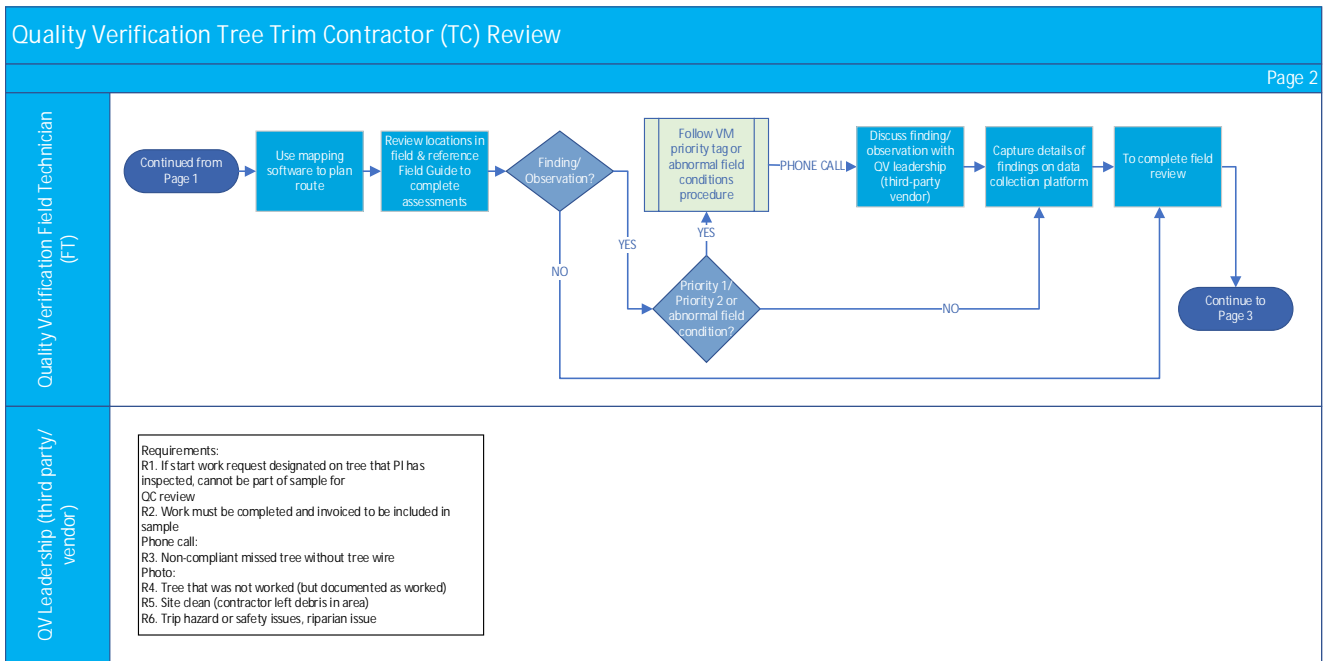 Quality Verification Tree Trim Contractor (TC) Review
Page 2
Quality Verification Field Technician
(FT)
Continued from
Page 1
Use mapping
software to plan
route
Review locations in
field & reference
Field Guide to
complete
assessments
Finding/
Observation?
YES
NO
Priority 1/
Priority 2 or
abnormal field
condition?
YES
NO
Follow VM
priority tag or
abnormal field
conditions
procedure
PHONE CALL
Discuss finding/
observation with
QV leadership
(third-party
vendor)
Capture details of
findings on data
collection platform
To complete field
review
Continue to
Page 3
QV Leadership (third party/
vendor)
Requirements:
R1. If start work request designated on tree that PI has
inspected, cannot be part of sample for
QC review
R2. Work must be completed and invoiced to be included in
sample
Phone call:
R3. Non-compliant missed tree without tree wire
Photo:
R4. Tree that was not worked (but documented as worked)
R5. Site clean (contractor left debris in area)
R6. Trip hazard or safety issues, riparian issue